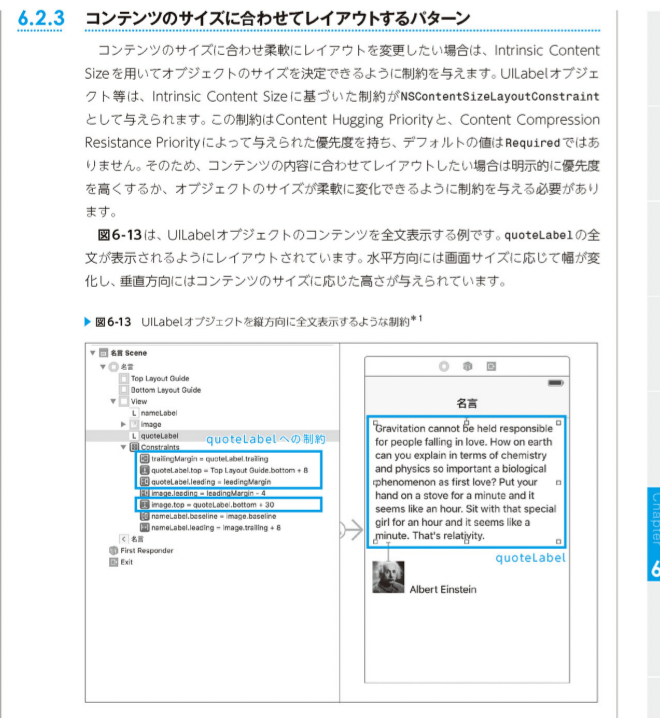 6.2.3 コンテンツのサイズに合わせてレイアウトするパターン
コンテンツのサイズに合わせ柔軟にレイアウトを変更したい場合は、Intrinsic Content
Sizeを用いてオブジェクトのサイズを決定できるように制約を与えます。UILabelオブジェ
クト等は、Intrinsic Content Sizeに基づいた制約がNSContentSizeLayoutConstraint
として与えられます。この制約はContent Hugging Priorityと、Content Compression
Resistance Priorityによって与えられた優先度を持ち、デフォルトの値はRequiredではあ
りません。そのため、コンテンツの内容に合わせてレイアウトしたい場合は明示的に優先度
を高くするか、オブジェクトのサイズが柔軟に変化できるように制約を与える必要があり
ます。
図6-13は、UILabelオブジェクトのコンテンツを全文表示する例です。quoteLabelの全
文が表示されるようにレイアウトされています。水平方向には画面サイズに応じて幅が変
化し、垂直方向にはコンテンツのサイズに応じた高さが与えられています。
▶ 図6-13 UILabelオブジェクトを縦方向に全文表示するような制約*1
名言 Scene
名言
Top Layout Guide
Bottom Layout Guide
View
L nameLabel
image
L quoteLabel
quoteLabelへの制約
Constraints
trailingMargin = quoteLabel.trailing
quoteLabel.top = Top Layout Guide.bottom + 8
quoteLabel.leading = leadingMargin
image.leading = leadingMargin - 4
image.top = quoteLabel.bottom + 30
nameLabel.baseline = image.baseline
nameLabel.leading = image.trailing + 8
名言
First Responder
Exit
名言
Gravitation cannot be held responsible
for people falling in love. How on earth
can you explain in terms of chemistry
and physics so important a biological
phenomenon as first love? Put your
hand on a stove for a minute and it
seems like an hour. Sit with that special
girl for an hour and it seems like a
minute. That's relativity.
quoteLabel
Albert Einstein
Chapter
6